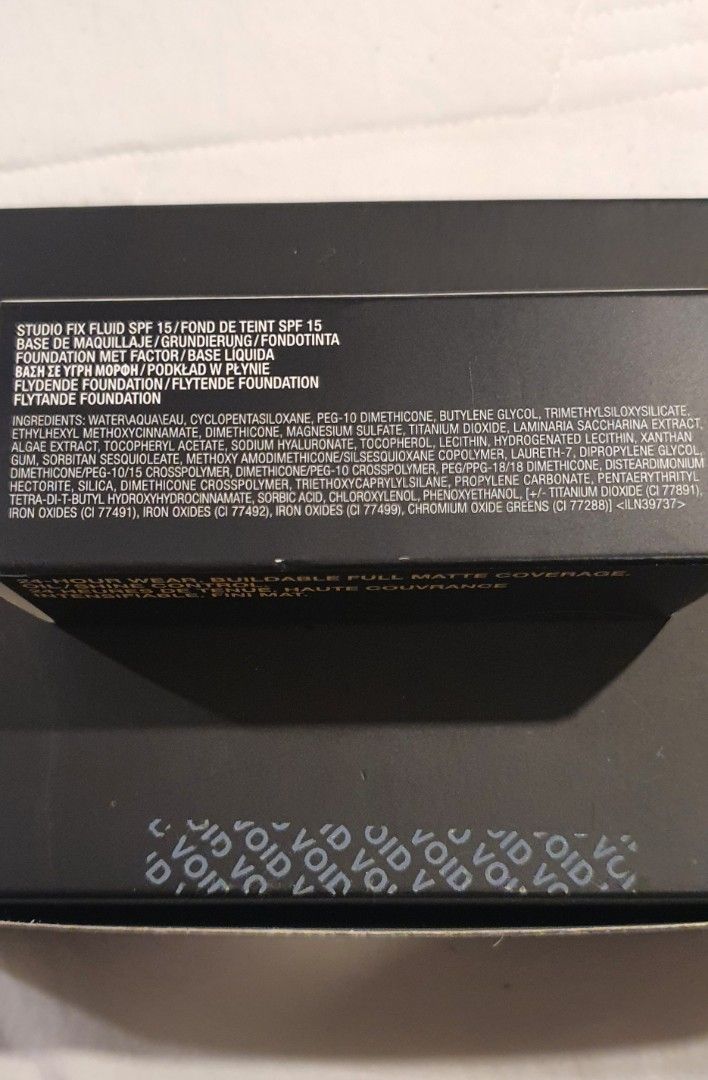 STUDIO FIX FLUID SPF 15/FOND DE TEINT SPF 15
BASE DE MAQUILLAJE/GRUNDIERUNG/FONDOTINTA
FOUNDATION MET FACTOR/BASE LÍQUIDA
ΒΑΣΗ ΣΕ ΥΓΡΗ ΜΟΡΦΗ/PODKŁAD W PŁYNIE
FLYDENDE FOUNDATION/FLYTENDE FOUNDATION
FLYTANDE FOUNDATION
INGREDIENTS: WATER\AQUA\EAU, CYCLOPENTASILOXANE, PEG-10 DIMETHICONE, BUTYLENE GLYCOL, TRIMETHYLSILOXYSILICATE,
ETHYLHEXYL METHOXYCINNAMATE, DIMETHICONE, MAGNESIUM SULFATE, TITANIUM DIOXIDE, LAMINARIA SACCHARINA EXTRACT,
ALGAE EXTRACT, TOCOPHERYL ACETATE, SODIUM HYALURONATE, TOCOPHEROL, LECITHIN, HYDROGENATED LECITHIN, XANTHAN
GUM, SORBITAN SESQUIOLEATE, METHOXY AMODIMETHICONE/SILSESQUIOXANE COPOLYMER, LAURETH-7, DIPROPYLENE GLYCOL,
DIMETHICONE/PEG-10/15 CROSSPOLYMER, DIMETHICONE/PEG-10 CROSSPOLYMER, PEG/PPG-18/18 DIMETHICONE, DISTEARDIMONIUM
HECTORITE, SILICA, DIMETHICONE CROSSPOLYMER, TRIETHOXYCAPRYLYLSILANE, PROPYLENE CARBONATE, PENTAERYTHRITYL
TETRA-DI-T-BUTYL HYDROXYHYDROCINNAMATE, SORBIC ACID, CHLOROXYLENOL, PHENOXYETHANOL, [+/- TITANIUM DIOXIDE (CI 77891),
IRON OXIDES (CI 77491), IRON OXIDES (CI 77492), IRON OXIDES (CI 77499), CHROMIUM OXIDE GREENS (CI 77288)] <ILN39737>
24-HOUR WEAR. BUILDABLE FULL MATTE COVERAGE.
SHINE CONTROL.
24 HEURES DE TENUE. HAUTE COUVRANCE
FINI MAT.
VOID VOID VOID VOID VOID